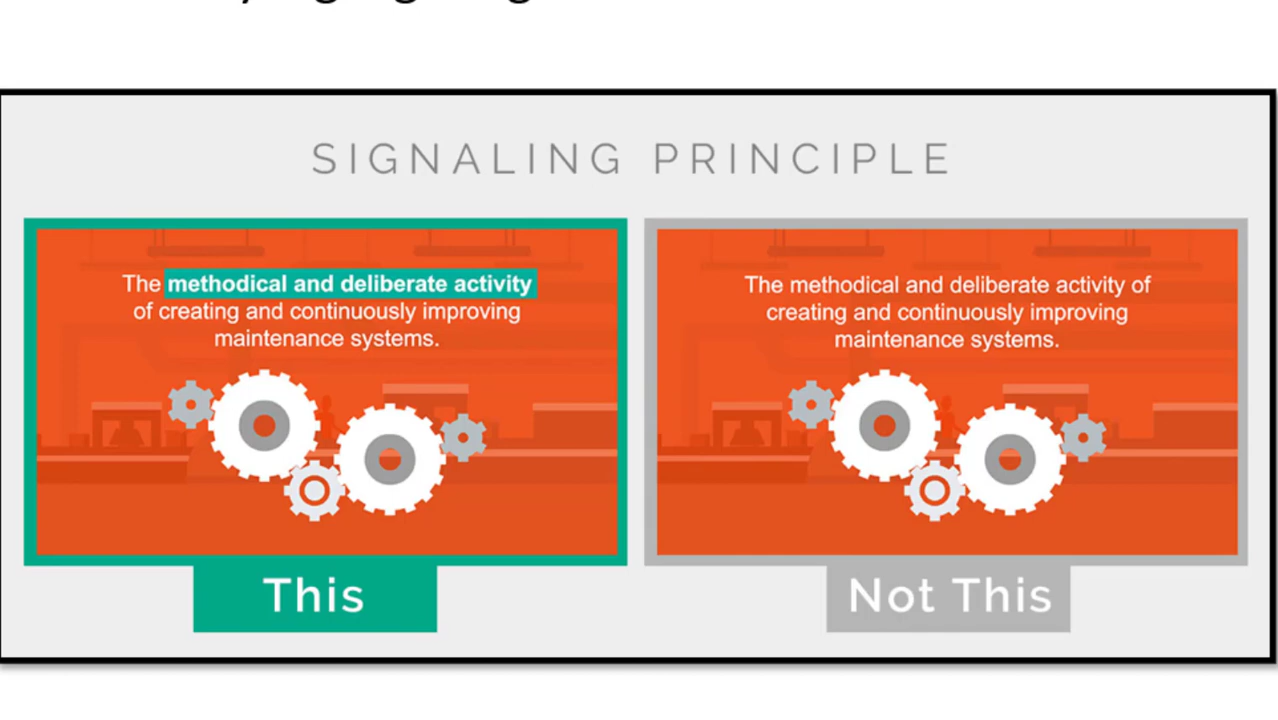 SIGNALING PRINCIPLE
The methodical and deliberate activity
of creating and continuously improving
maintenance systems.
This
The methodical and deliberate activity of
creating and continuously improving
maintenance systems.
Not This